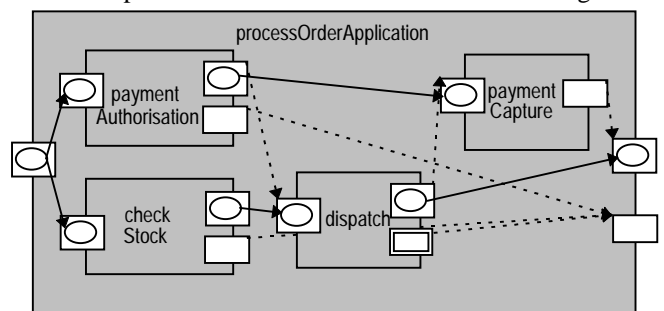 processOrderApplication
payment
Authorisation
payment
Capture
check
Stock
dispatch